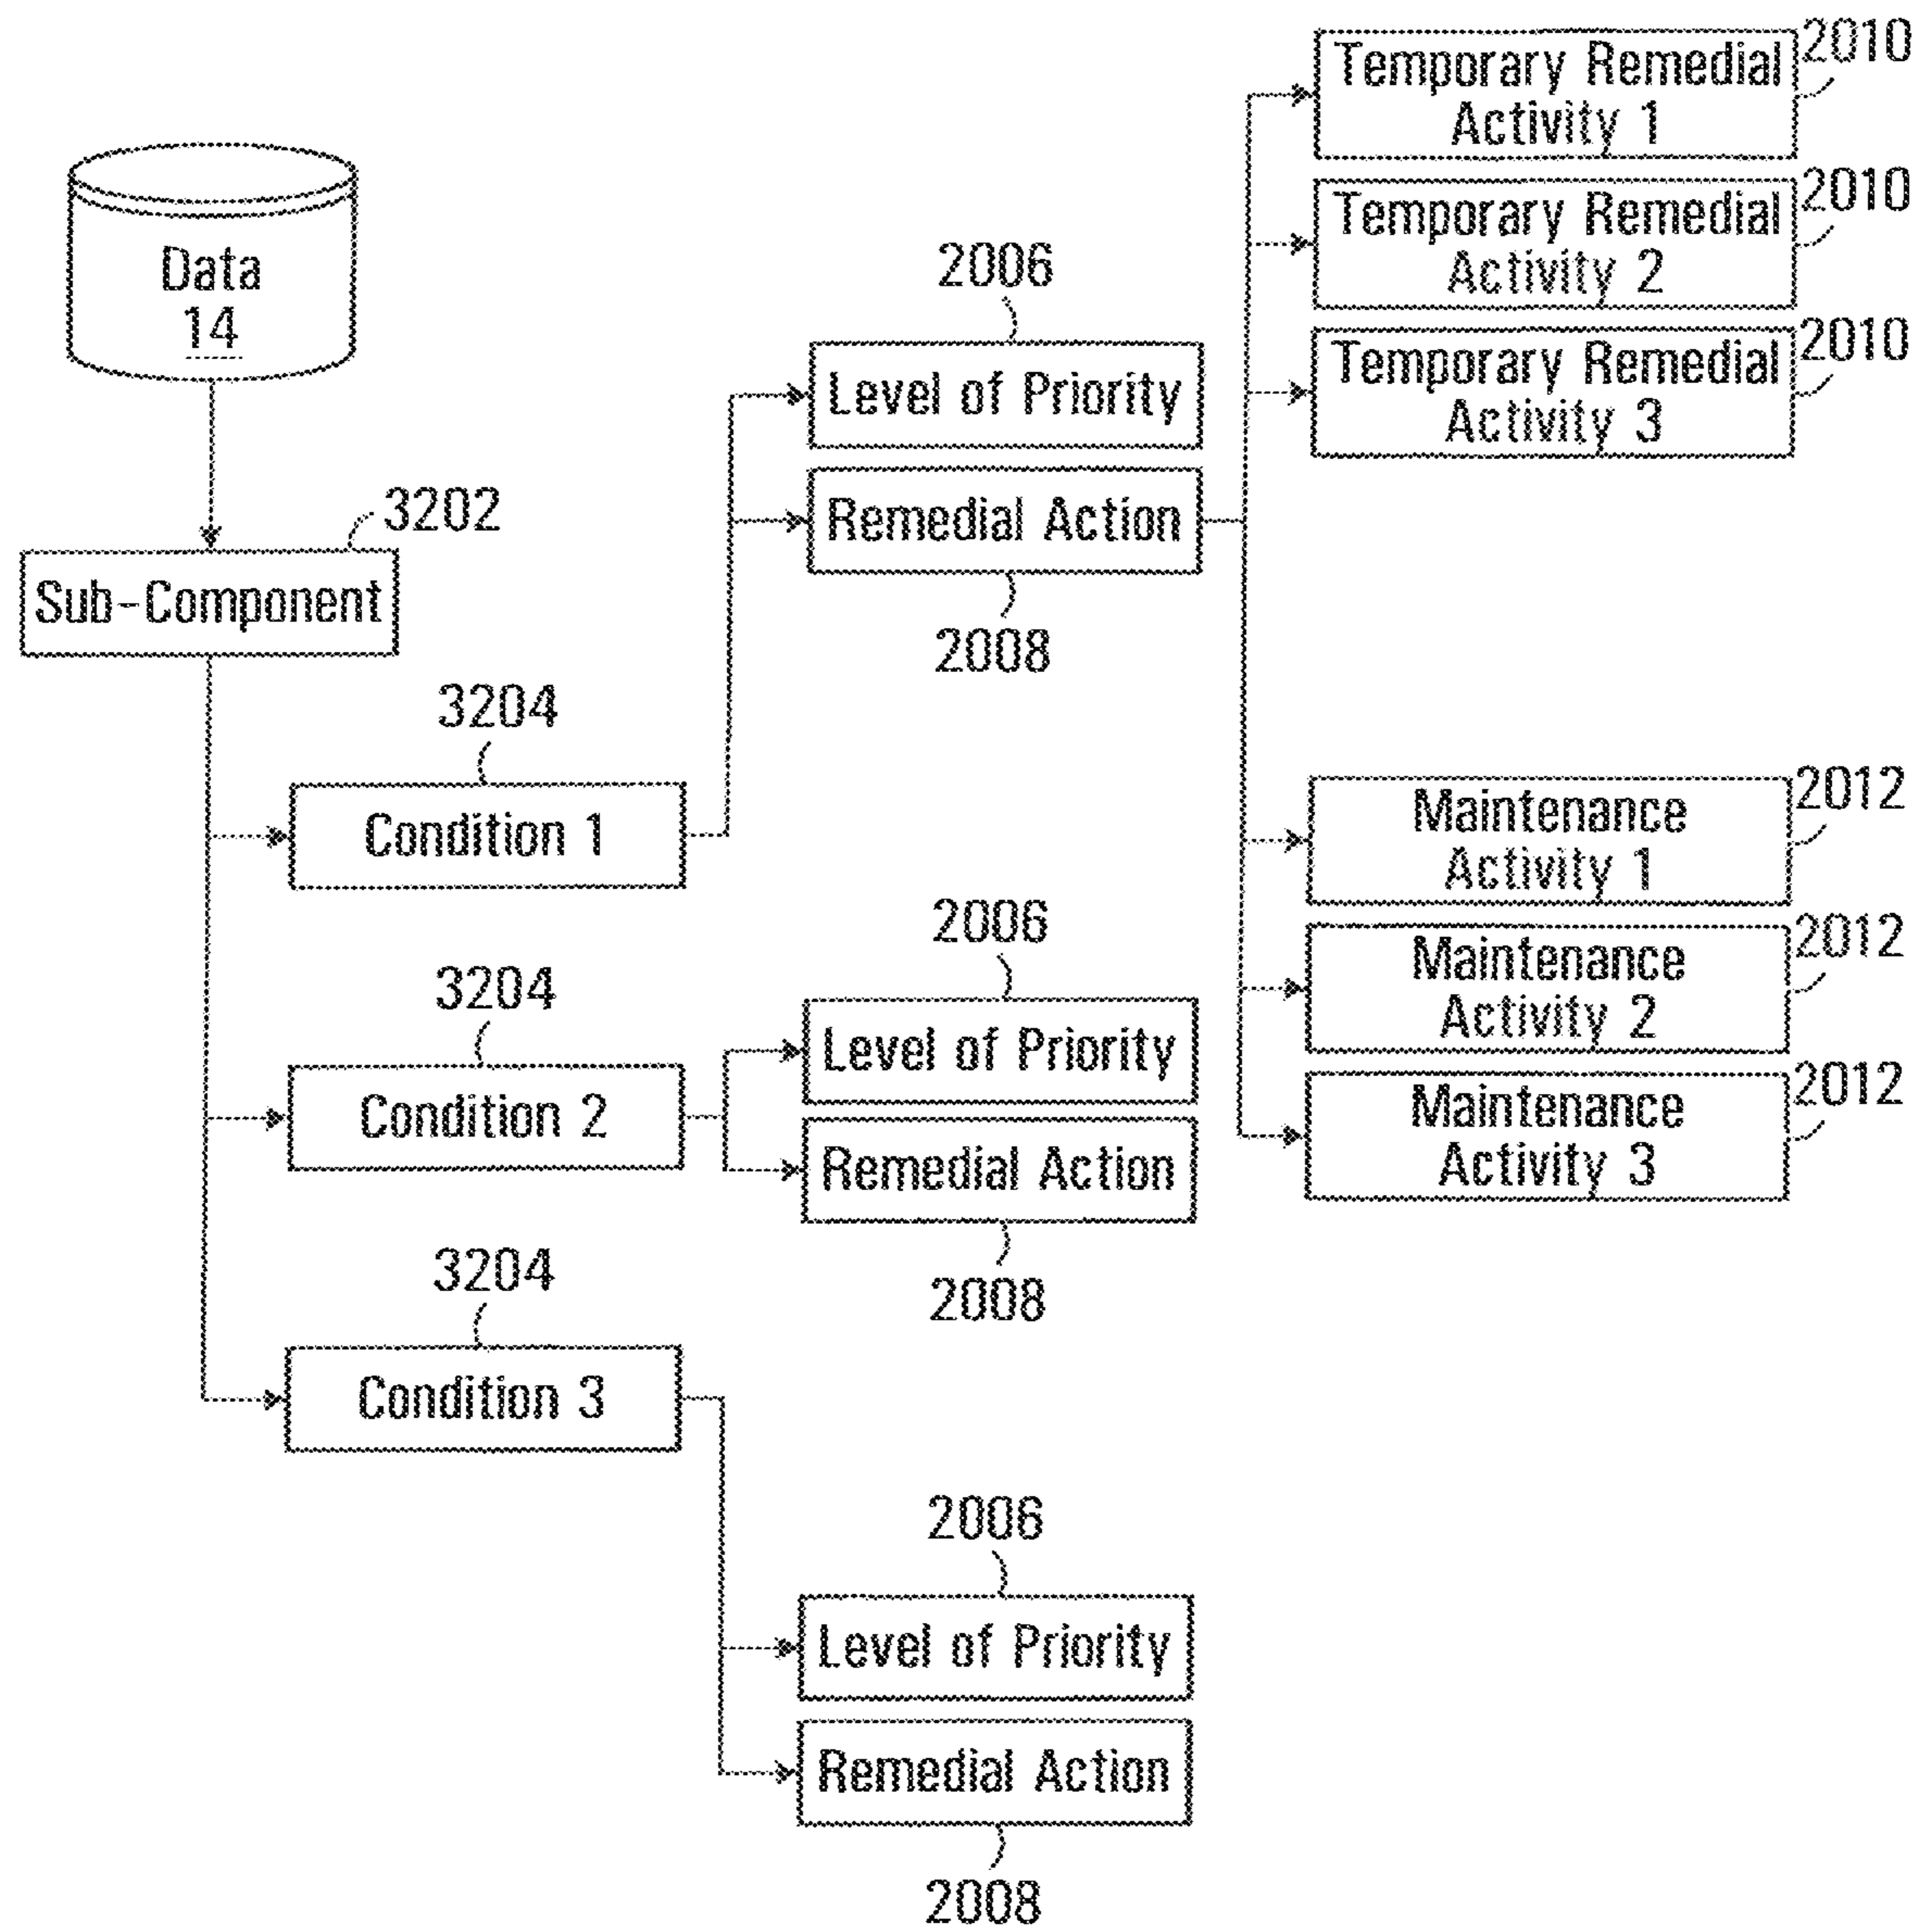 Data
14
3202
Sub-Component
3204
Condition 1
3204
Condition 2
3204
Condition 3
2006
Level of Priority
Remedial Action
2008
2006
Level of Priority
Remedial Action
2008
2006
Level of Priority
Remedial Action
2008
2010
Temporary Remedial
Activity 1
2010
Temporary Remedial
Activity 2
2010
Temporary Remedial
Activity 3
2012
Maintenance
Activity 1
2012
Maintenance
Activity 2
2012
Maintenance
Activity 3